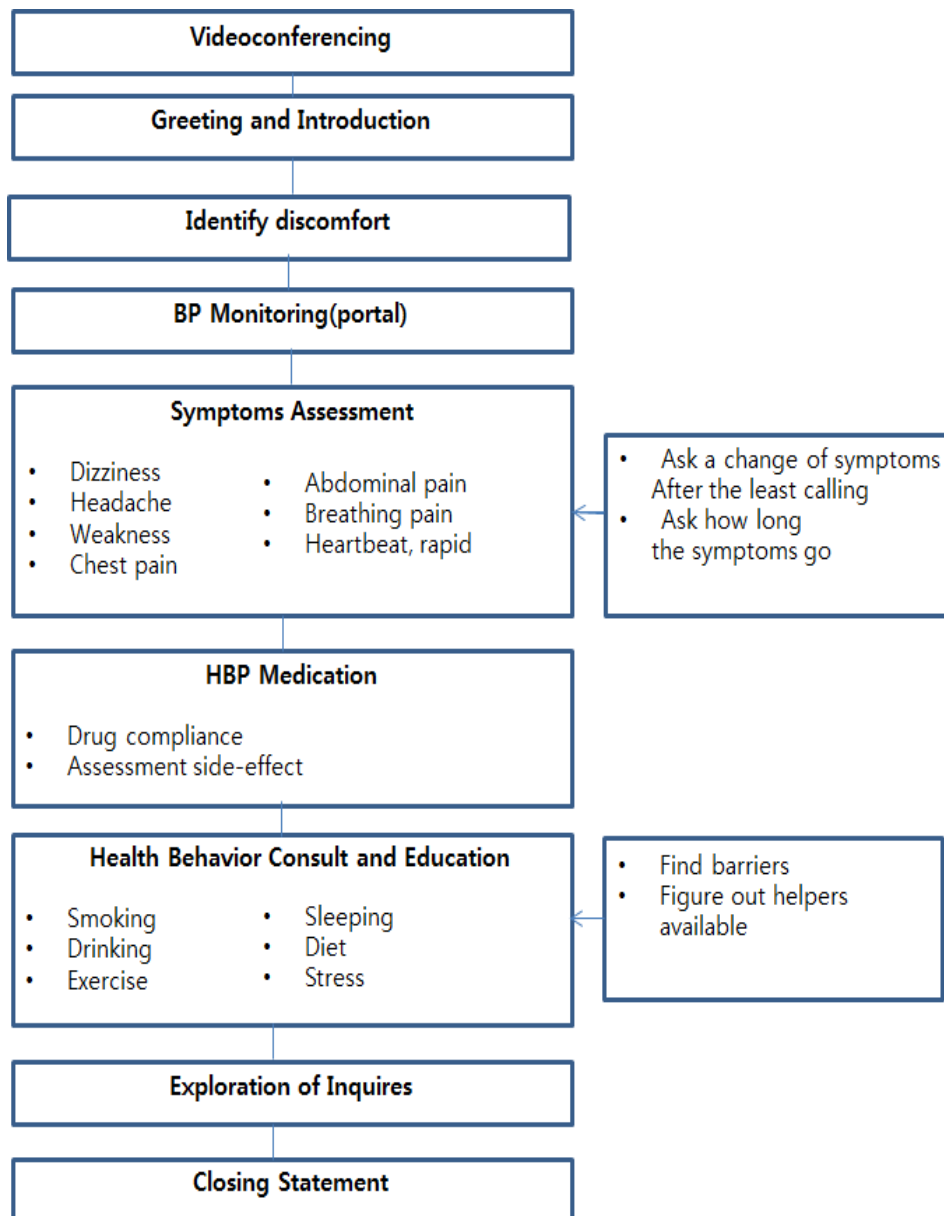 Videoconferencing
Greeting and Introduction
Identify discomfort
BP Monitoring(portal)
Symptoms Assessment
• Dizziness
• Headache
• Weakness
• Chest pain
• Abdominal pain
• Breathing pain
• Heartbeat, rapid
• Ask a change of symptoms
After the least calling
• Ask how long
the symptoms go
HBP Medication
• Drug compliance
• Assessment side-effect
Health Behavior Consult and Education
• Smoking
• Drinking
• Exercise
• Sleeping
• Diet
• Stress
• Find barriers
• Figure out helpers
available
Exploration of Inquires
Closing Statement